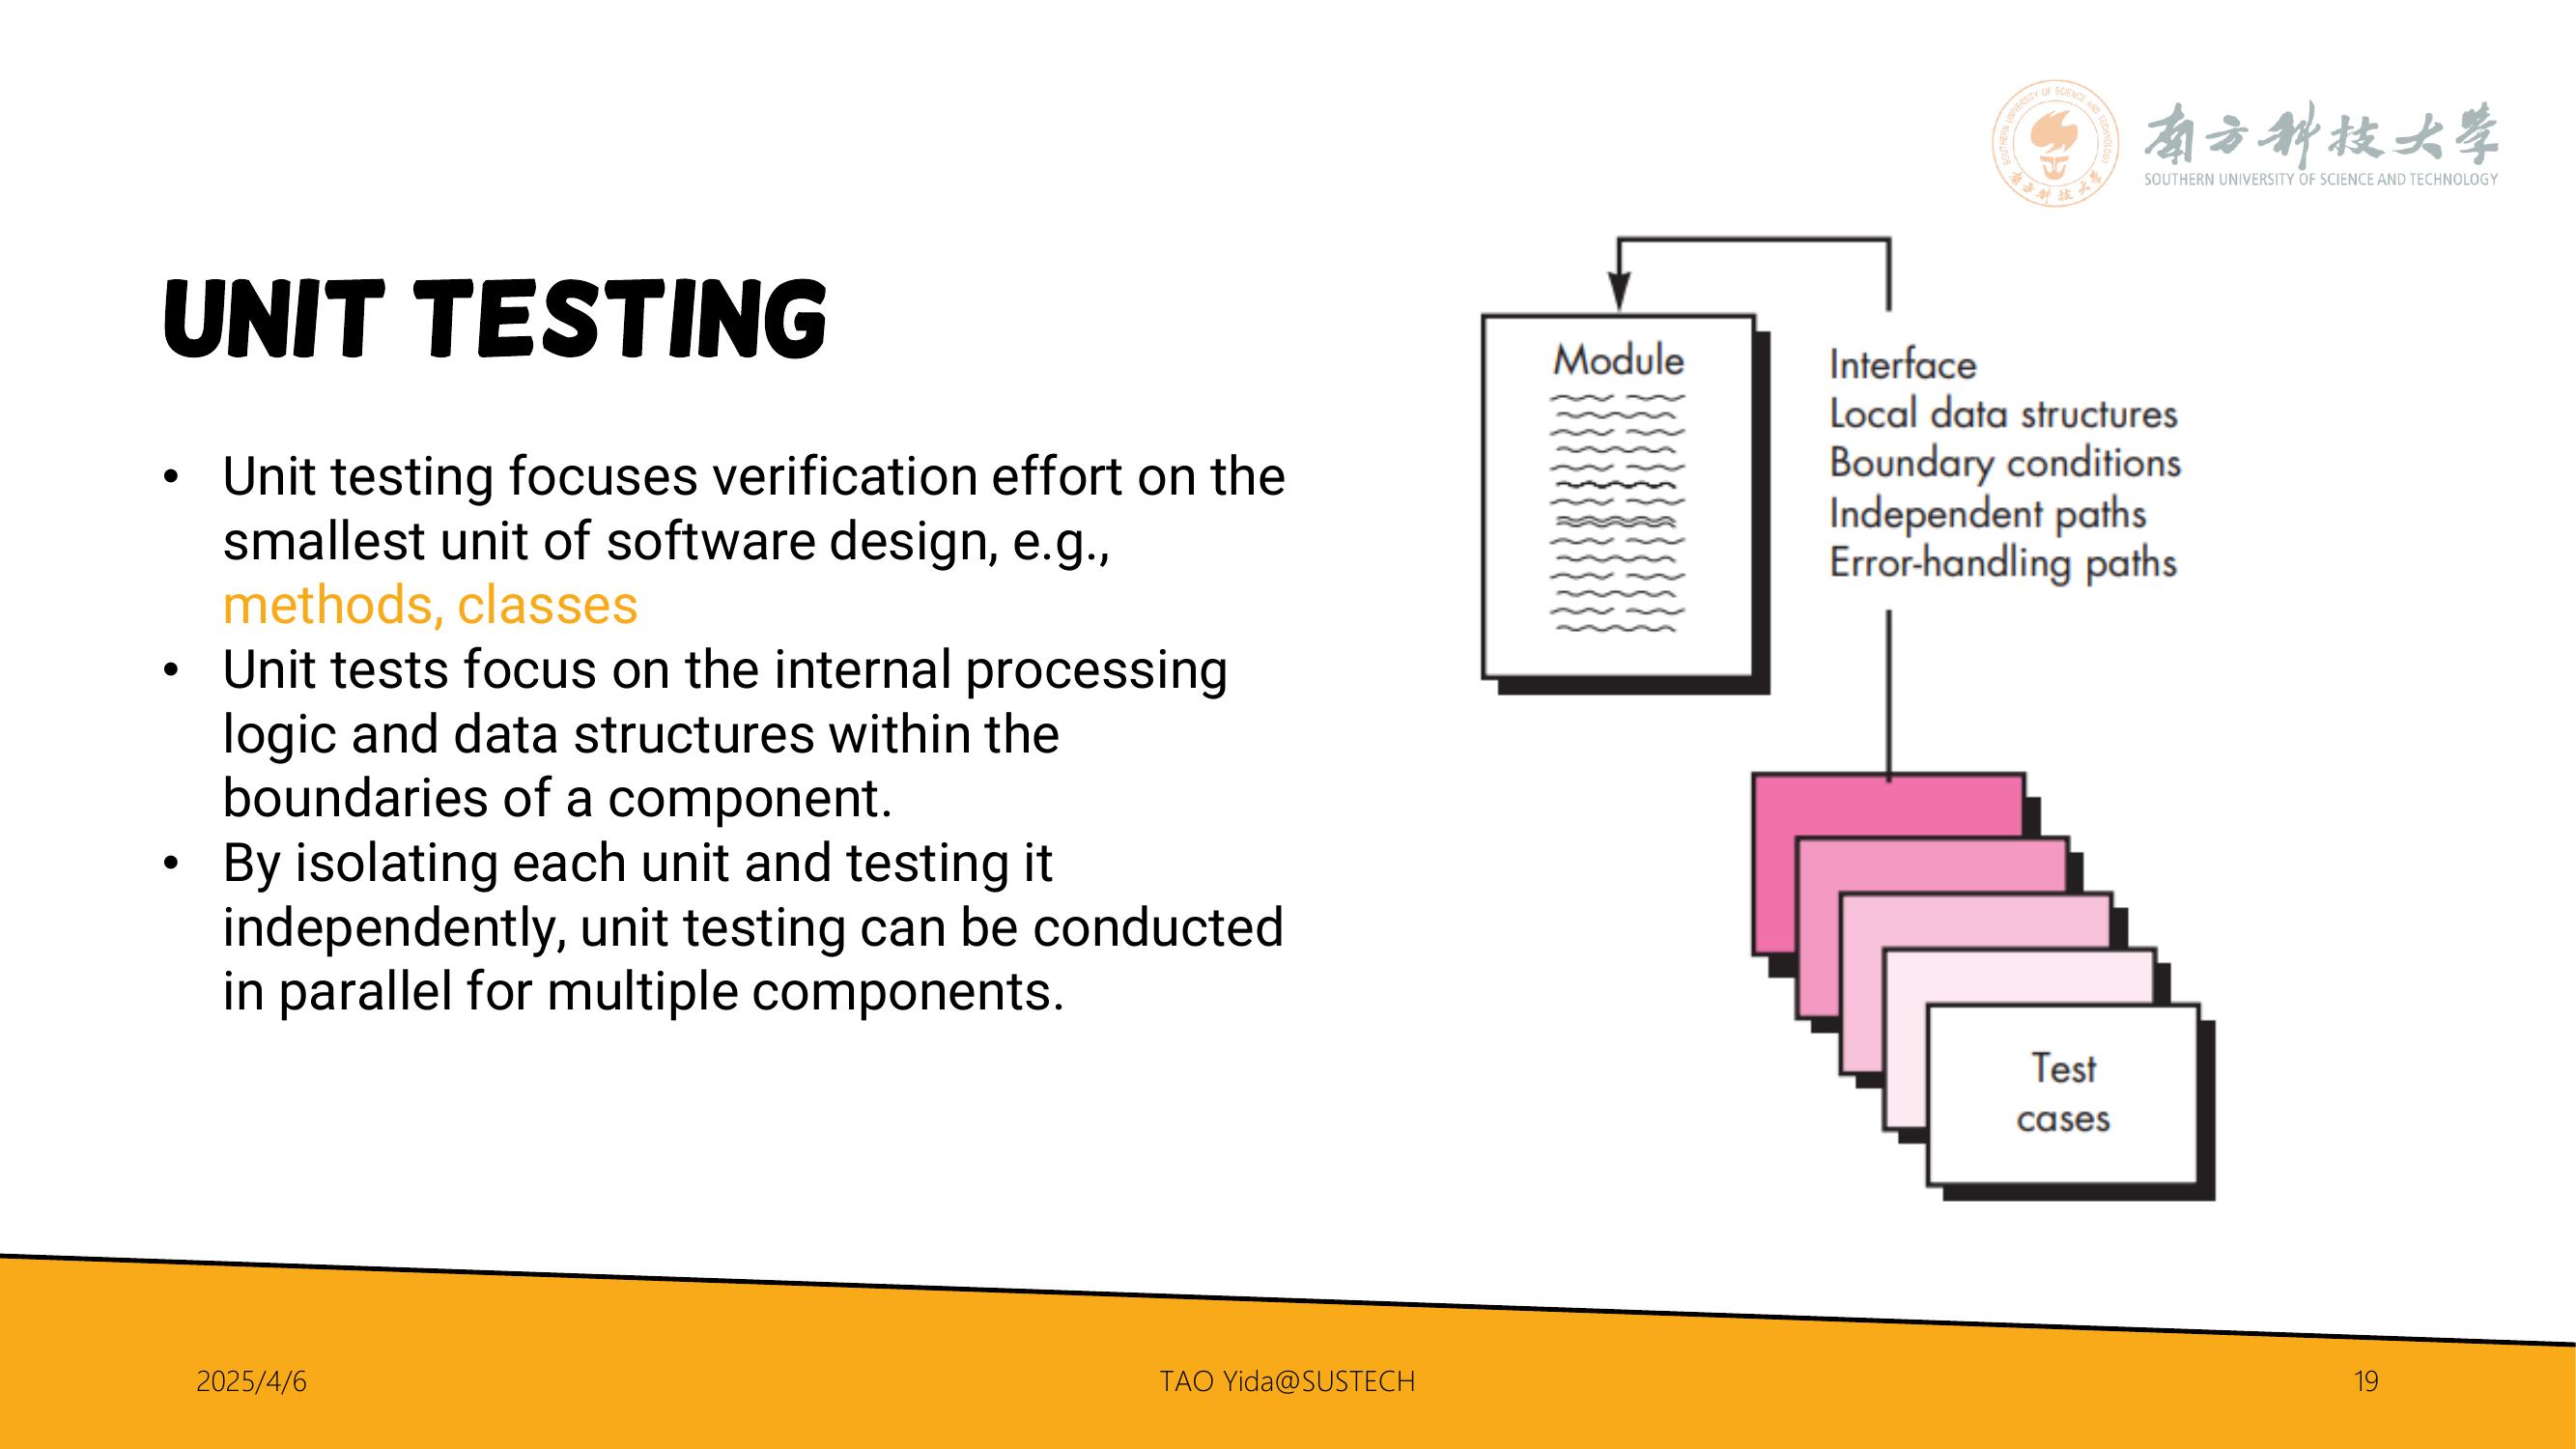 南方科技大學
SOUTHERN UNIVERSITY OF SCIENCE AND TECHNOLOGY
UNIT TESTING
• Unit testing focuses verification effort on the
smallest unit of software design, e.g.,
methods, classes
• Unit tests focus on the internal processing
logic and data structures within the
boundaries of a component.
• By isolating each unit and testing it
independently, unit testing can be conducted
in parallel for multiple components.
Module
Interface
Local data structures
Boundary conditions
Independent paths
Error-handling paths
Test
cases
2025/4/6
TAO Yida@SUSTECH
19